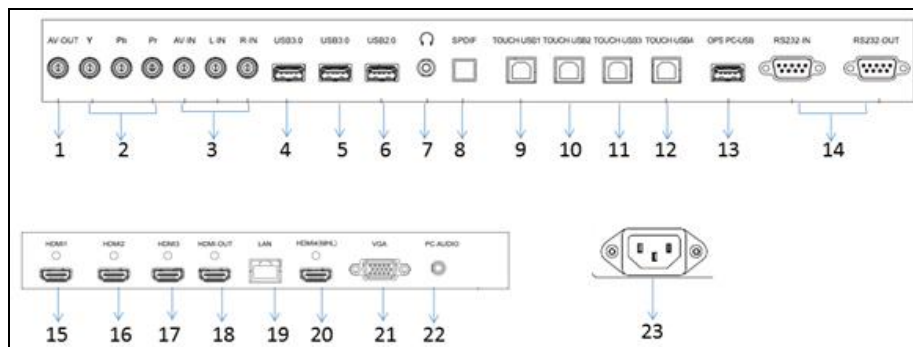 AV OUT Y Pb Pr AV IN L IN R-IN USB3.0 USB3.0 USB2.0 SPDIF TOUCH-USB1 TOUCH-USB2 TOUCH-USB3 TOUCH-USB4 OPS PC-USB RS232-IN RS232-OUT
1 2 3 4 5 6 7 8 9 10 11 12 13 14
HDMI1 HDMI2 HDMI3 HDMI-OUT LAN HDMI4(MHL) VGA PC-AUDIO
15 16 17 18 19 20 21 22 23